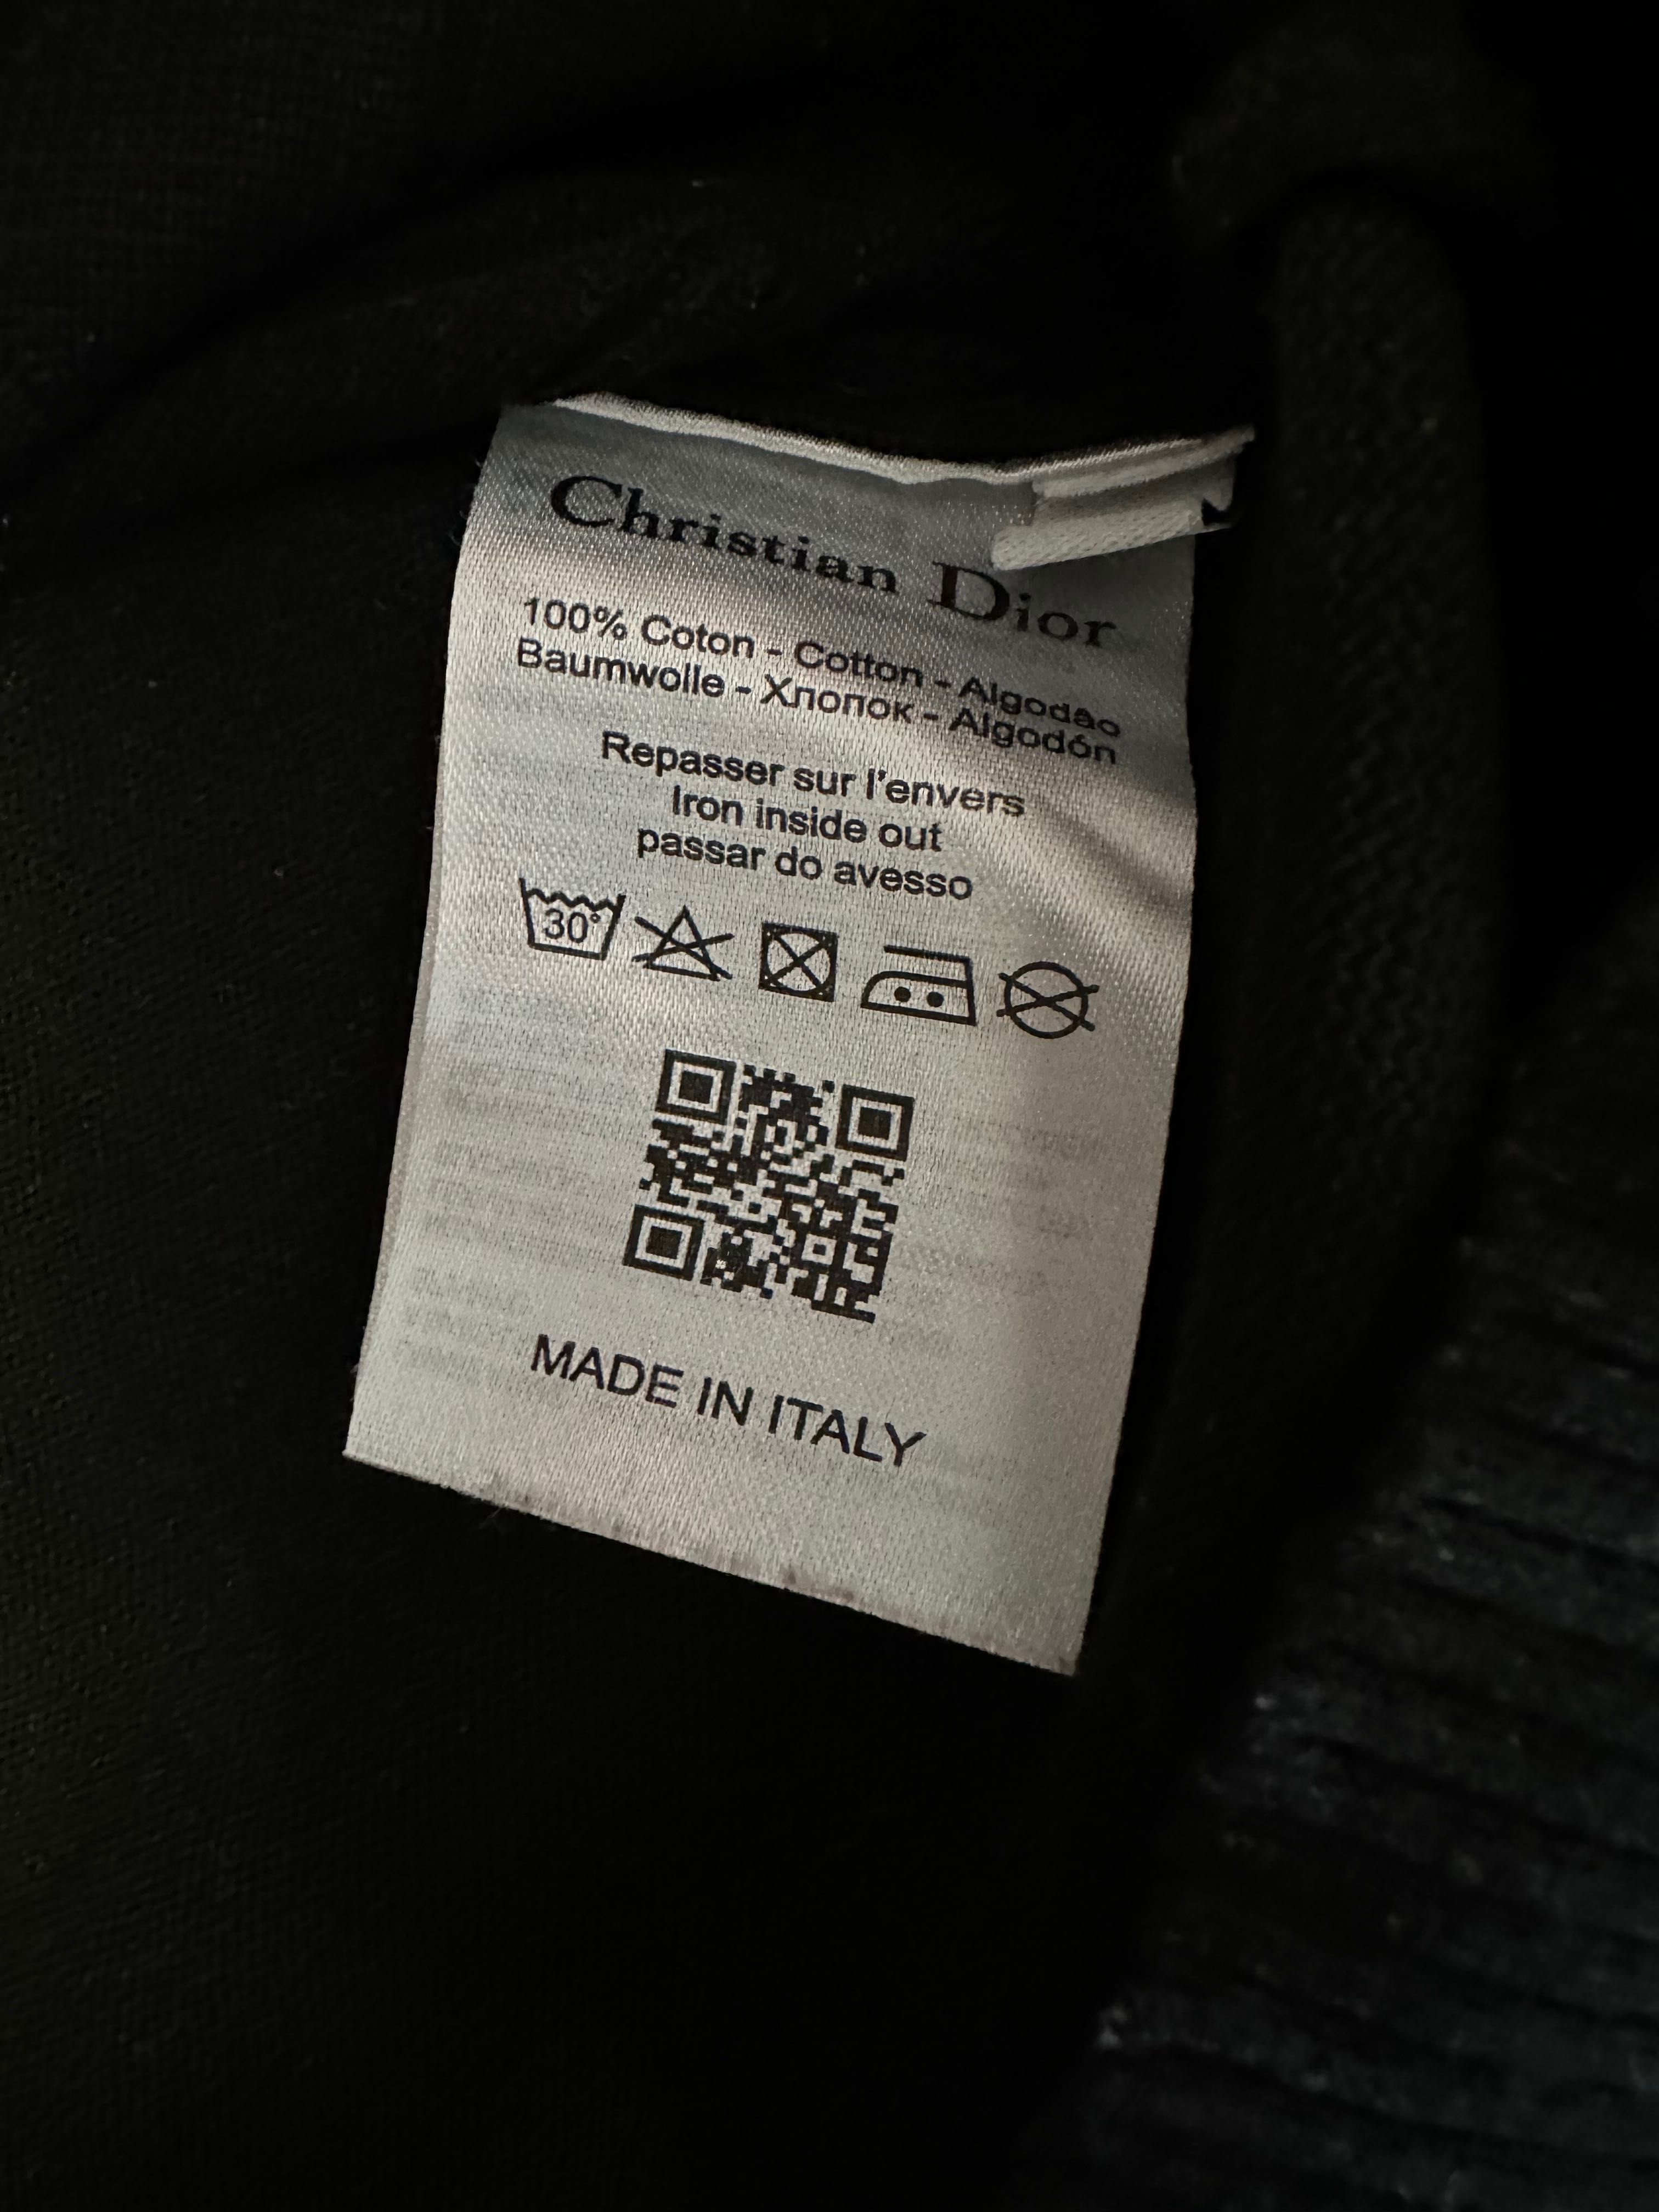 Christian Dior
100% Coton - Cotton - Algodão
Baumwolle - Хлопок - Algodón
Repasser sur l'envers
Iron inside out
passar do avesso
30°
MADE IN ITALY